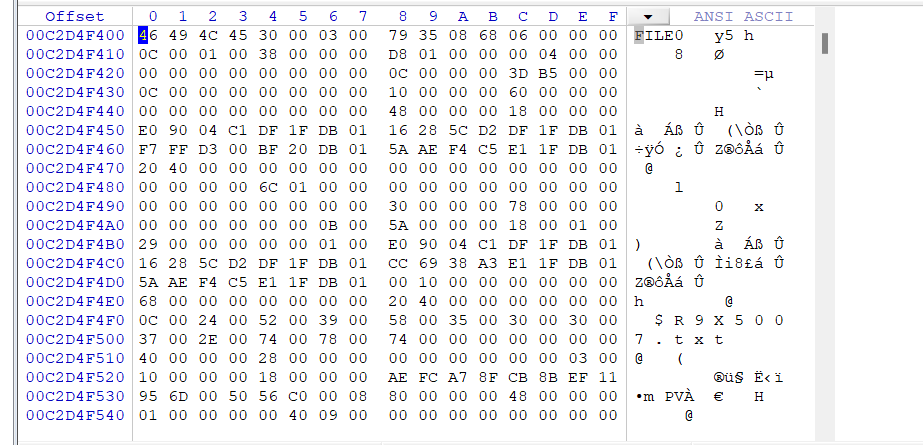 Offset 0 1 2 3 4 5 6 7 8 9 A B C D E F ANSI ASCII
00C2D4F400 46 49 4C 45 30 00 03 00 79 35 08 68 06 00 00 00 FILE0 y5 h
00C2D4F410 0C 00 01 00 38 00 00 00 D8 01 00 00 00 04 00 00 8 Ø
00C2D4F420 00 00 00 00 00 00 00 00 0C 00 00 00 3D B5 00 00 =µ
00C2D4F430 0C 00 00 00 00 00 00 00 10 00 00 00 60 00 00 00 `
00C2D4F440 00 00 00 00 00 00 00 00 48 00 00 00 18 00 00 00 H
00C2D4F450 E0 90 04 C1 DF 1F DB 01 16 28 5C D2 DF 1F DB 01 à Áß Û (\Òß Û
00C2D4F460 F7 FF D3 00 BF 20 DB 01 5A AE F4 C5 E1 1F DB 01 ÷ÿÓ ¿ Û Z®ôÅá Û
00C2D4F470 20 40 00 00 00 00 00 00 00 00 00 00 00 00 00 00 @
00C2D4F480 00 00 00 00 6C 01 00 00 00 00 00 00 00 00 00 00 l
00C2D4F490 00 00 00 00 00 00 00 00 30 00 00 00 78 00 00 00 0 x
00C2D4F4A0 00 00 00 00 00 00 0B 00 5A 00 00 00 18 00 01 00 Z
00C2D4F4B0 29 00 00 00 00 00 01 00 E0 90 04 C1 DF 1F DB 01 ) à Áß Û
00C2D4F4C0 16 28 5C D2 DF 1F DB 01 CC 69 38 A3 E1 1F DB 01 (\Òß Û Ìi8£á Û
00C2D4F4D0 5A AE F4 C5 E1 1F DB 01 00 10 00 00 00 00 00 00 Z®ôÅá Û
00C2D4F4E0 68 00 00 00 00 00 00 00 20 40 00 00 00 00 00 00 h @
00C2D4F4F0 0C 00 24 00 52 00 39 00 58 00 35 00 30 00 30 00 $ R 9 X 5 0 0
00C2D4F500 37 00 2E 00 74 00 78 00 74 00 00 00 00 00 00 00 7 . t x t
00C2D4F510 40 00 00 00 28 00 00 00 00 00 00 00 00 00 03 00 @ (
00C2D4F520 10 00 00 00 18 00 00 00 AE FC A7 8F CB 8B EF 11 ®ü§ Ë‹ï
00C2D4F530 95 6D 00 50 56 C0 00 08 80 00 00 00 48 00 00 00 •m PVÀ € H
00C2D4F540 01 00 00 00 00 00 40 09 00 00 00 00 00 00 00 00 @